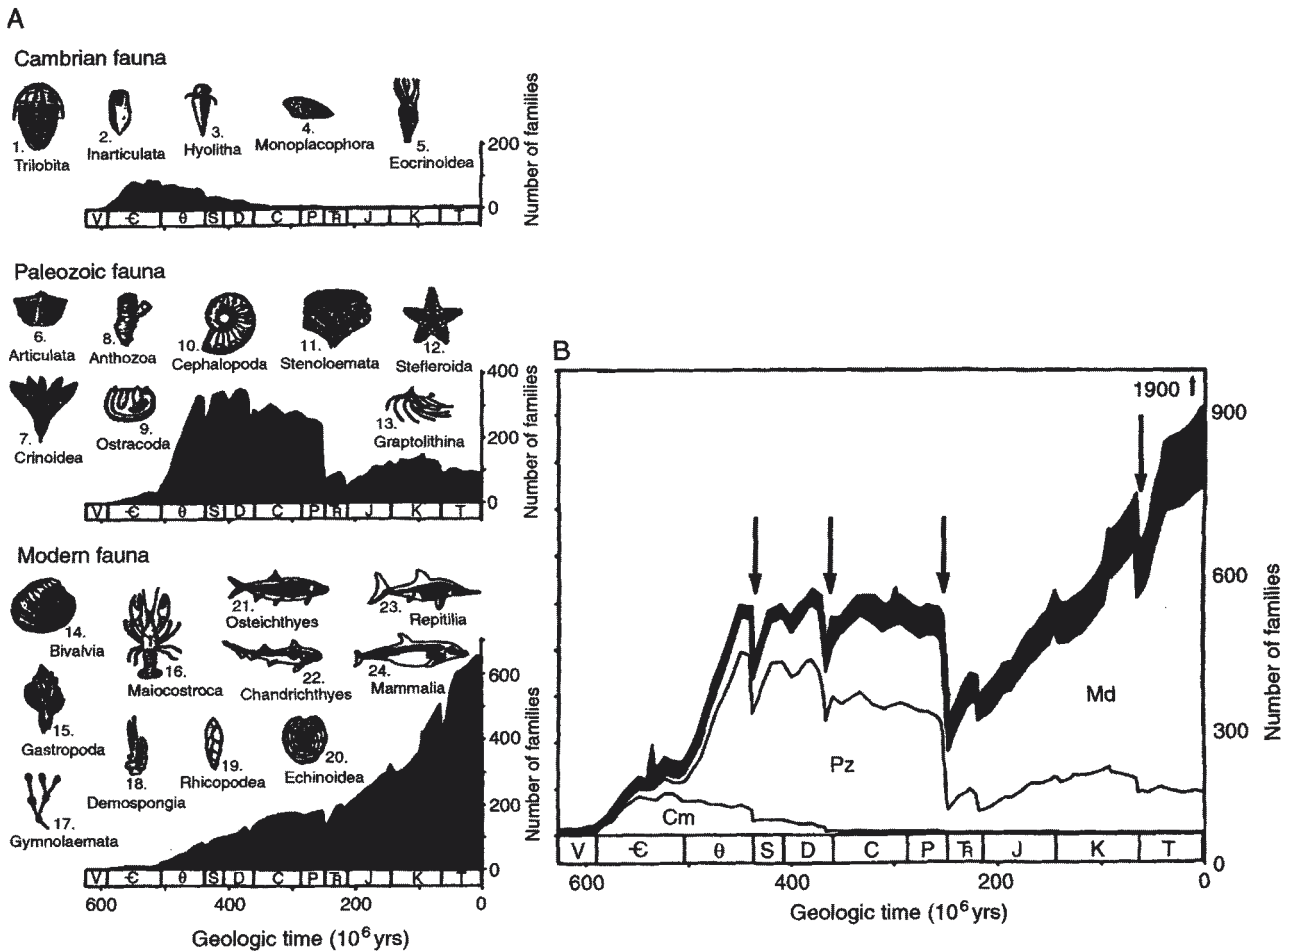 A
Cambrian fauna
1.
Trilobita
2.
Inarticulata
3.
Hyolitha
4.
Monoplacophora
5.
Eocrinoidea
200
0
Number of families
V Є θ S D C P Ꞃ J K T
Paleozoic fauna
6.
Articulata
8.
Anthozoa
10.
Cephalopoda
11.
Stenoloemata
12.
Stefleroida
7.
Crinoidea
9.
Ostracoda
13.
Graptolithina
400
200
0
Number of families
V Є θ S D C P Ꞃ J K T
Modern fauna
14.
Bivalvia
16.
Maiocostroca
21.
Osteichthyes
23.
Repitilia
22.
Chandrichthyes
24.
Mammalia
15.
Gastropoda
18.
Demospongia
19.
Rhicopodea
20.
Echinoidea
17.
Gymnolaemata
600
400
200
0
Number of families
V Є θ S D C P Ꞃ J K T
600 400 200 0
Geologic time (10⁶ yrs)
B
1900
900
600
300
0
Number of families
Cm
Pz
Md
V Є θ S D C P Ꞃ J K T
600 400 200 0
Geologic time (10⁶ yrs)